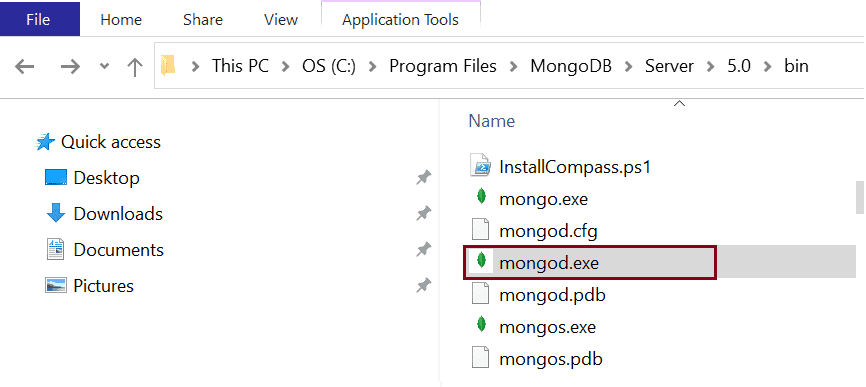 File Home Share View Application Tools
This PC OS (C:) Program Files MongoDB Server 5.0 bin
Quick access
Desktop
Downloads
Documents
Pictures
Name
InstallCompass.ps1
mongo.exe
mongod.cfg
mongod.exe
mongod.pdb
mongos.exe
mongos.pdb